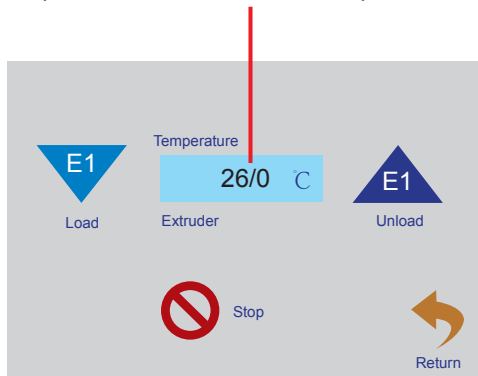 Temperature
E1
26/0 ℃
E1
Load
Extruder
Unload
Stop
Return